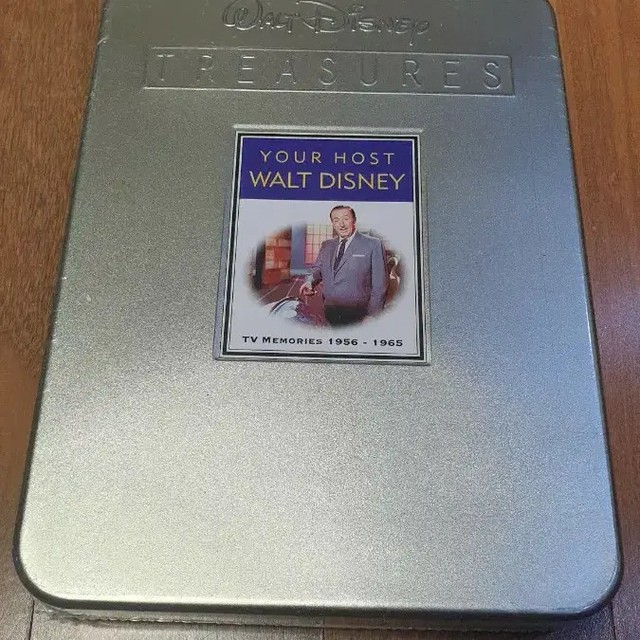 Walt Disney
TREASURES
YOUR HOST
WALT DISNEY
TV MEMORIES 1956 - 1965